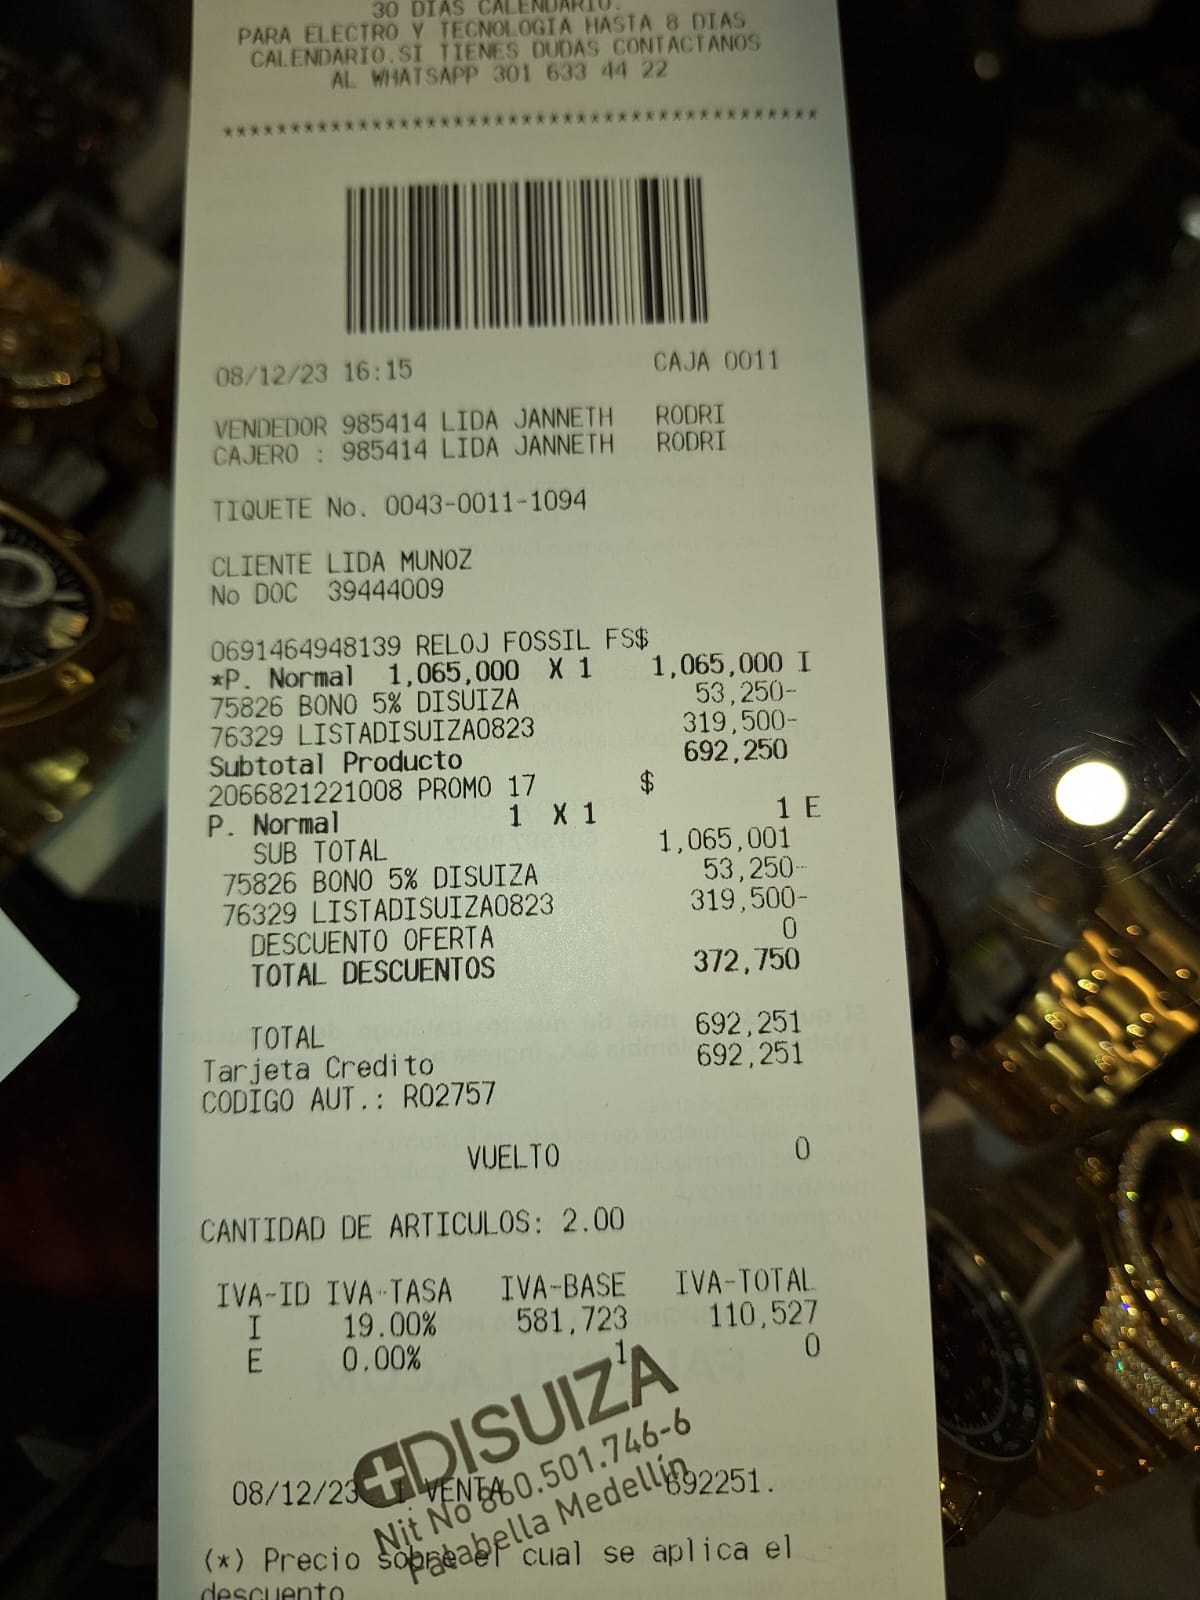 30 DIAS CALENDARIO.
PARA ELECTRO Y TECNOLOGIA HASTA 8 DIAS
CALENDARIO.SI TIENES DUDAS CONTACTANOS
AL WHATSAPP 301 633 44 22
*********************************************
08/12/23 16:15 CAJA 0011
VENDEDOR 985414 LIDA JANNETH RODRI
CAJERO : 985414 LIDA JANNETH RODRI
TIQUETE No. 0043-0011-1094
CLIENTE LIDA MUNOZ
No DOC 39444009
0691464948139 RELOJ FOSSIL FS$
*P. Normal 1,065,000 X 1 1,065,000 I
75826 BONO 5% DISUIZA 53,250-
76329 LISTADISUIZA0823 319,500-
Subtotal Producto 692,250
2066821221008 PROMO 17 $
P. Normal 1 X 1 1 E
SUB TOTAL 1,065,001
75826 BONO 5% DISUIZA 53,250-
76329 LISTADISUIZA0823 319,500-
DESCUENTO OFERTA 0
TOTAL DESCUENTOS 372,750
TOTAL 692,251
Tarjeta Credito 692,251
CODIGO AUT.: R02757
VUELTO 0
CANTIDAD DE ARTICULOS: 2.00
IVA-ID IVA-TASA IVA-BASE IVA-TOTAL
I 19.00% 581,723 110,527
E 0.00% 1 0
DISUIZA
Nit No 860.501.746-6
Falabella Medellín
08/12/23 1 VENTA 692251.
(*) Precio sobre el cual se aplica el
descuento